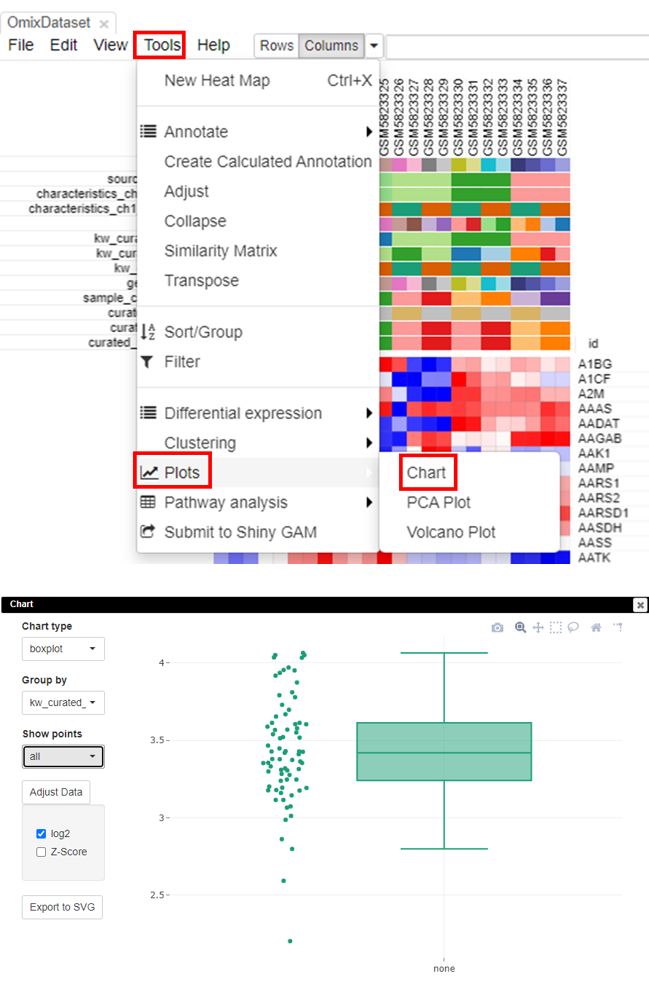 OmixDataset ×
File Edit View Tools Help Rows Columns
New Heat Map Ctrl+X
Annotate
Create Calculated Annotation
Adjust
Collapse
Similarity Matrix
Transpose
Sort/Group
Filter
Differential expression
Clustering
Plots
Pathway analysis
Submit to Shiny GAM
Chart
PCA Plot
Volcano Plot
GSM5823325
GSM5823326
GSM5823327
GSM5823328
GSM5823329
GSM5823330
GSM5823331
GSM5823332
GSM5823333
GSM5823334
GSM5823335
GSM5823336
GSM5823337
sourc
characteristics_ch
characteristics_ch1
kw_cura
kw_cura
kw_
ge
sample_c
curate
curat
curated_
id
A1BG
A1CF
A2M
AAAS
AADAT
AAGAB
AAK1
AAMP
AARS1
AARS2
AARSD1
AASDH
AASS
AATK
Chart
Chart type
boxplot
Group by
kw_curated_
Show points
all
Adjust Data
log2
Z-Score
Export to SVG
4
3.5
3
2.5
none